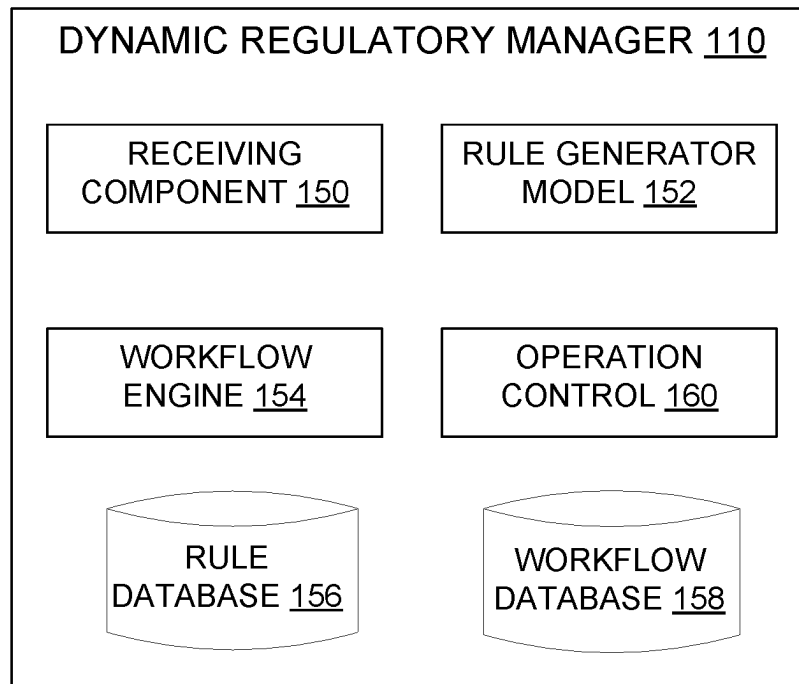 DYNAMIC REGULATORY MANAGER 110
RECEIVING
COMPONENT 150
RULE GENERATOR
MODEL 152
WORKFLOW
ENGINE 154
OPERATION
CONTROL 160
RULE
DATABASE 156
WORKFLOW
DATABASE 158